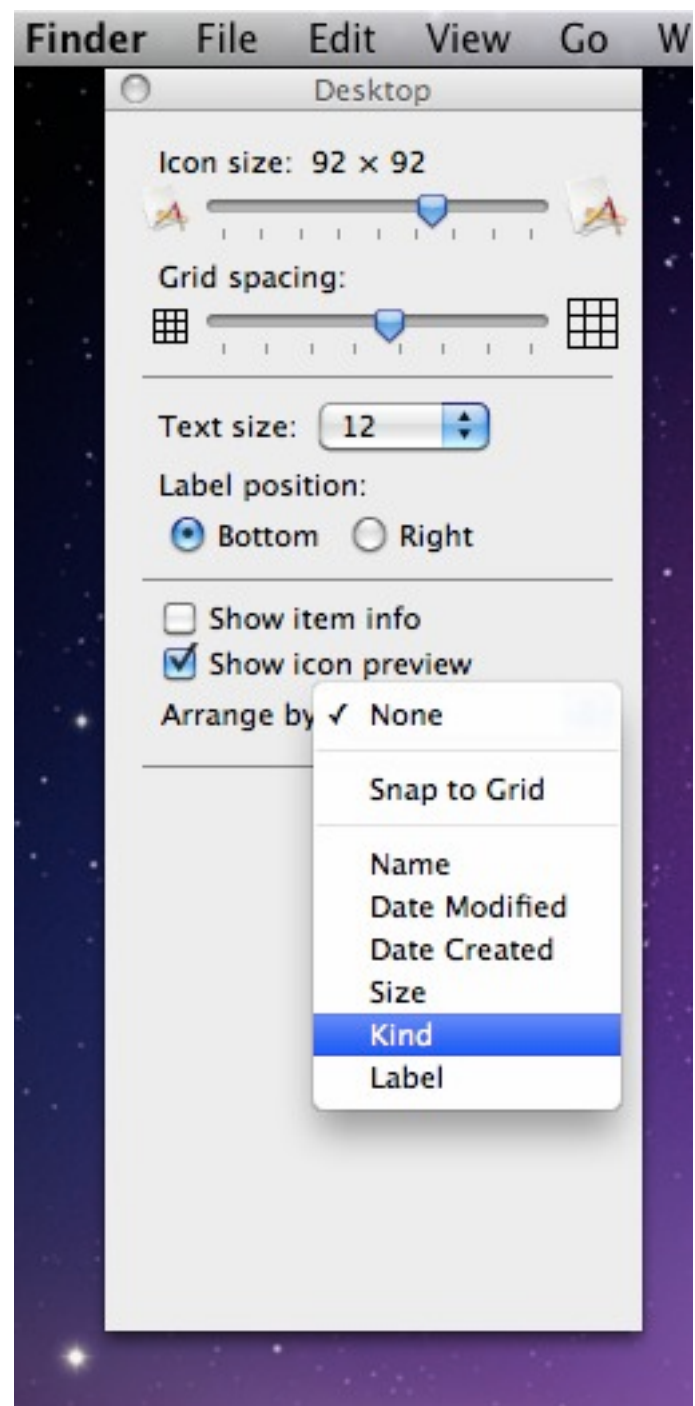 Finder File Edit View Go W
Desktop
Icon size: 92 × 92
Grid spacing:
Text size: 12
Label position:
Bottom Right
Show item info
Show icon preview
Arrange by ✓ None
Snap to Grid
Name
Date Modified
Date Created
Size
Kind
Label